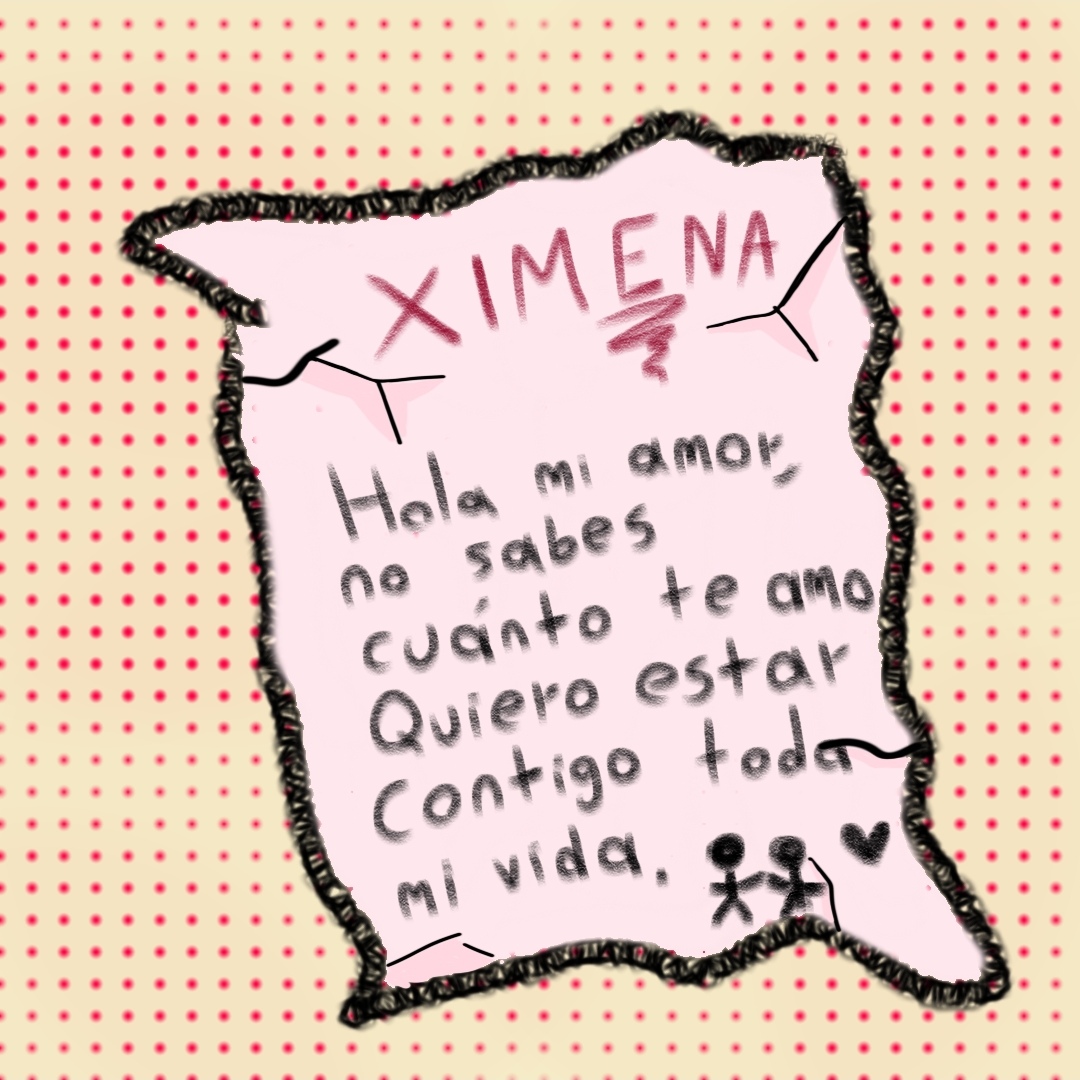 XIMENA
Hola mi amor,
no sabes
cuánto te amo
Quiero estar
contigo toda
mi vida.